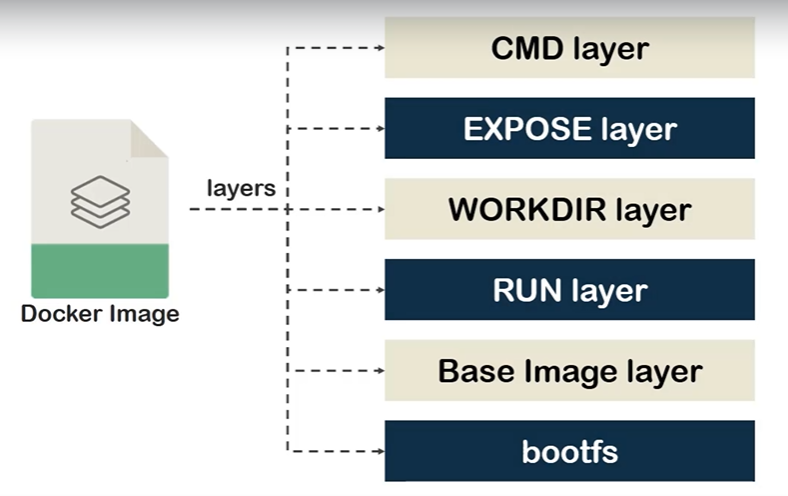 CMD layer
EXPOSE layer
layers
WORKDIR layer
RUN layer
Docker Image
Base Image layer
bootfs